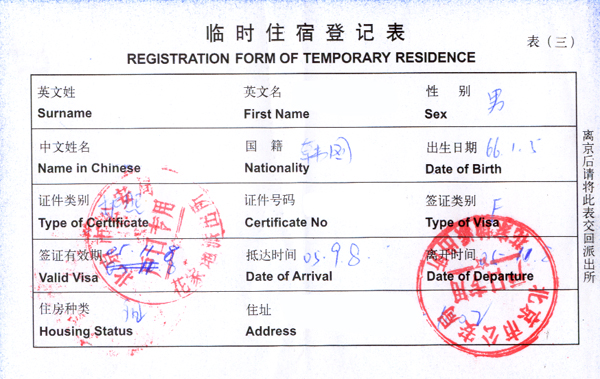 临时住宿登记表
表(三)
REGISTRATION FORM OF TEMPORARY RESIDENCE
英文姓 英文名 性 别 男
Surname First Name Sex
中文姓名 国 籍 韩国 出生日期 66.1.5
Name in Chinese Nationality Date of Birth
证件类别 护照 证件号码 签证类别 F
Type of Certificate Certificate No Type of Visa
签证有效期 05.11.8 抵达时间 05.9.8. 离开时间
Valid Visa Date of Arrival Date of Departure
住房种类 住址
Housing Status Address
离京后请将此表交回派出所
北京市公安局
花家地派出所